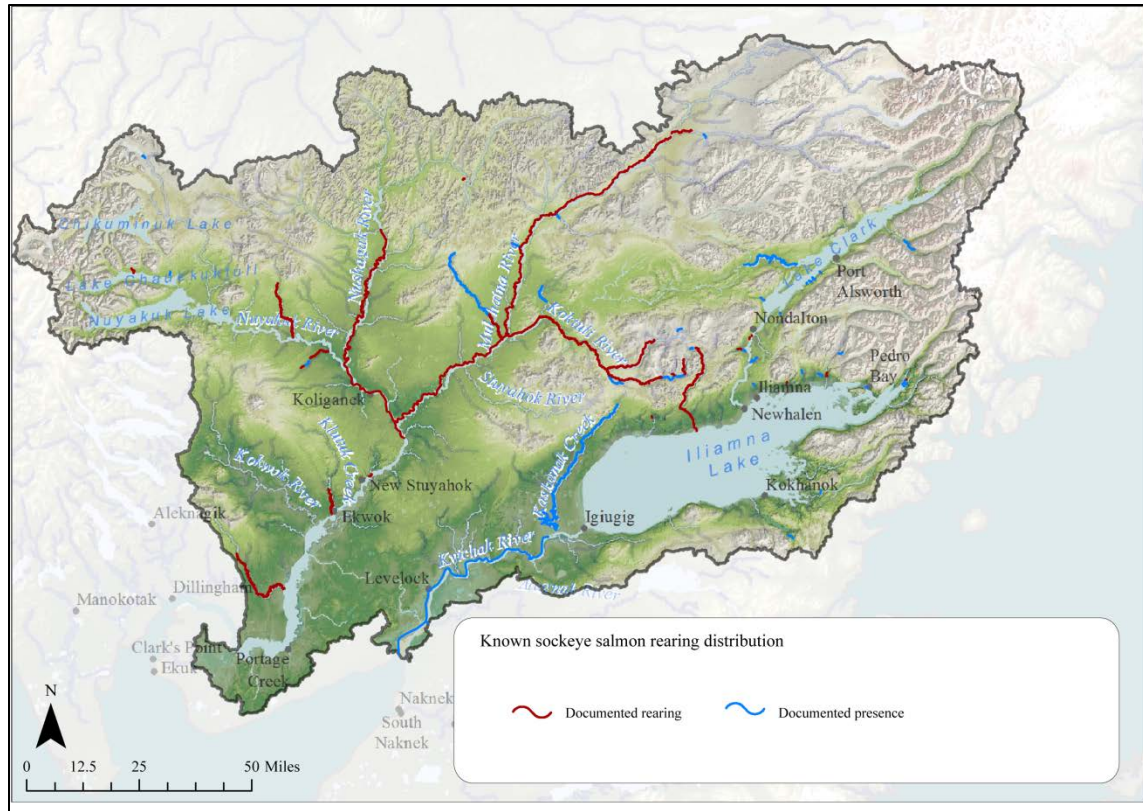 Chikuminuk Lake
Lake Chauekuktuli
Nuyakuk Lake
Nuyakuk River
Nushagak River
Mulchatna River
Koktuli River
Stuyahok River
Lake Clark
Port
Alsworth
Nondalton
Pedro
Bay
Iliamna
Newhalen
Iliamna
Lake
Kokhanok
Koliganek
Klutuk Creek
Kokwok River
New Stuyahok
Ekwok
Kaskanak Creek
Igiugig
Kvichak River
Levelock
Alagnak River
Aleknagik
Dillingham
Manokotak
Clark's Point
Ekuk
Portage
Creek
Naknek
South
Naknek
Known sockeye salmon rearing distribution
Documented rearing
Documented presence
N
0 12.5 25 50 Miles